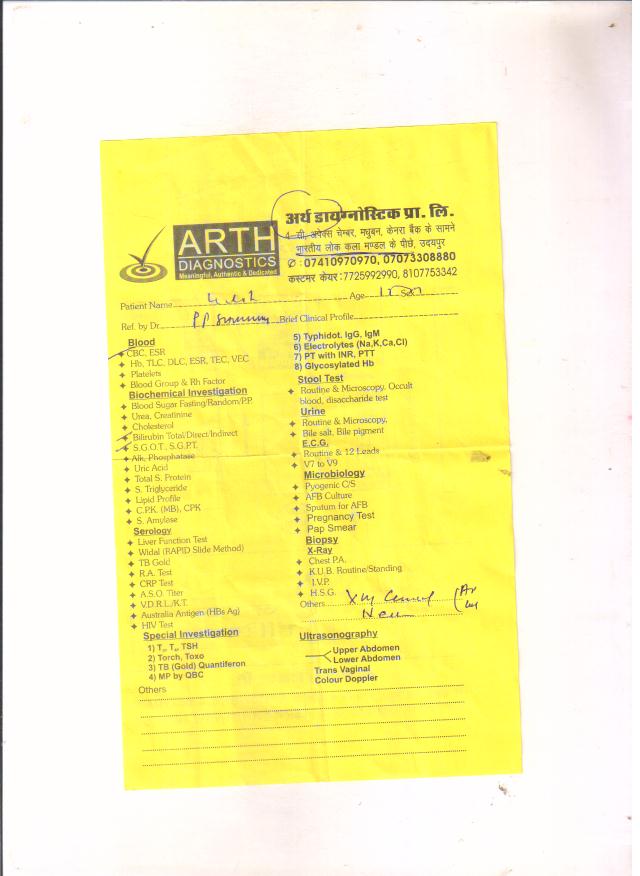 अर्थ डायग्नोस्टिक प्रा. लि.
4 सी, अपेक्स चेम्बर, मधुबन, केनरा बैंक के सामने
भारतीय लोक कला मण्डल के पीछे, उदयपुर
✆ : 07410970970, 07073308880
कस्टमर केयर :7725992990, 8107753342
ARTH
DIAGNOSTICS
Meaningful, Authentic & Dedicated
Patient Name Age
Ref. by Dr. Brief Clinical Profile
Blood
CBC, ESR
Hb, TLC, DLC, ESR, TEC, VEC
Platelets
Blood Group & Rh Factor
Biochemical Investigation
Blood Sugar Fasting/Random/P.P.
Urea, Creatinine
Cholesterol
Bilirubin Total/Direct/Indirect
S.G.O.T., S.G.P.T.
Alk. Phosphatase
Uric Acid
Total S. Protein
S. Triglyceride
Lipid Profile
C.P.K. (MB), CPK
S. Amylase
Serology
Liver Function Test
Widal (RAPID Slide Method)
TB Gold
R.A. Test
CRP Test
A.S.O. Titer
V.D.R.L./K.T.
Australia Antigen (HBs Ag)
HIV Test
Special Investigation
1) T₃, T₄, TSH
2) Torch, Toxo
3) TB (Gold) Quantiferon
4) MP by QBC
5) Typhidot. IgG, IgM
6) Electrolytes (Na,K,Ca,Cl)
7) PT with INR, PTT
8) Glycosylated Hb
Stool Test
Routine & Microscopy, Occult
blood, disaccharide test
Urine
Routine & Microscopy,
Bile salt, Bile pigment
E.C.G.
Routine & 12 Leads
V7 to V9
Microbiology
Pyogenic C/S
AFB Culture
Sputum for AFB
Pregnancy Test
Pap Smear
Biopsy
X-Ray
Chest P.A.
K.U.B. Routine/Standing
I.V.P.
H.S.G.
Others
Ultrasonography
Upper Abdomen
Lower Abdomen
Trans Vaginal
Colour Doppler
Others